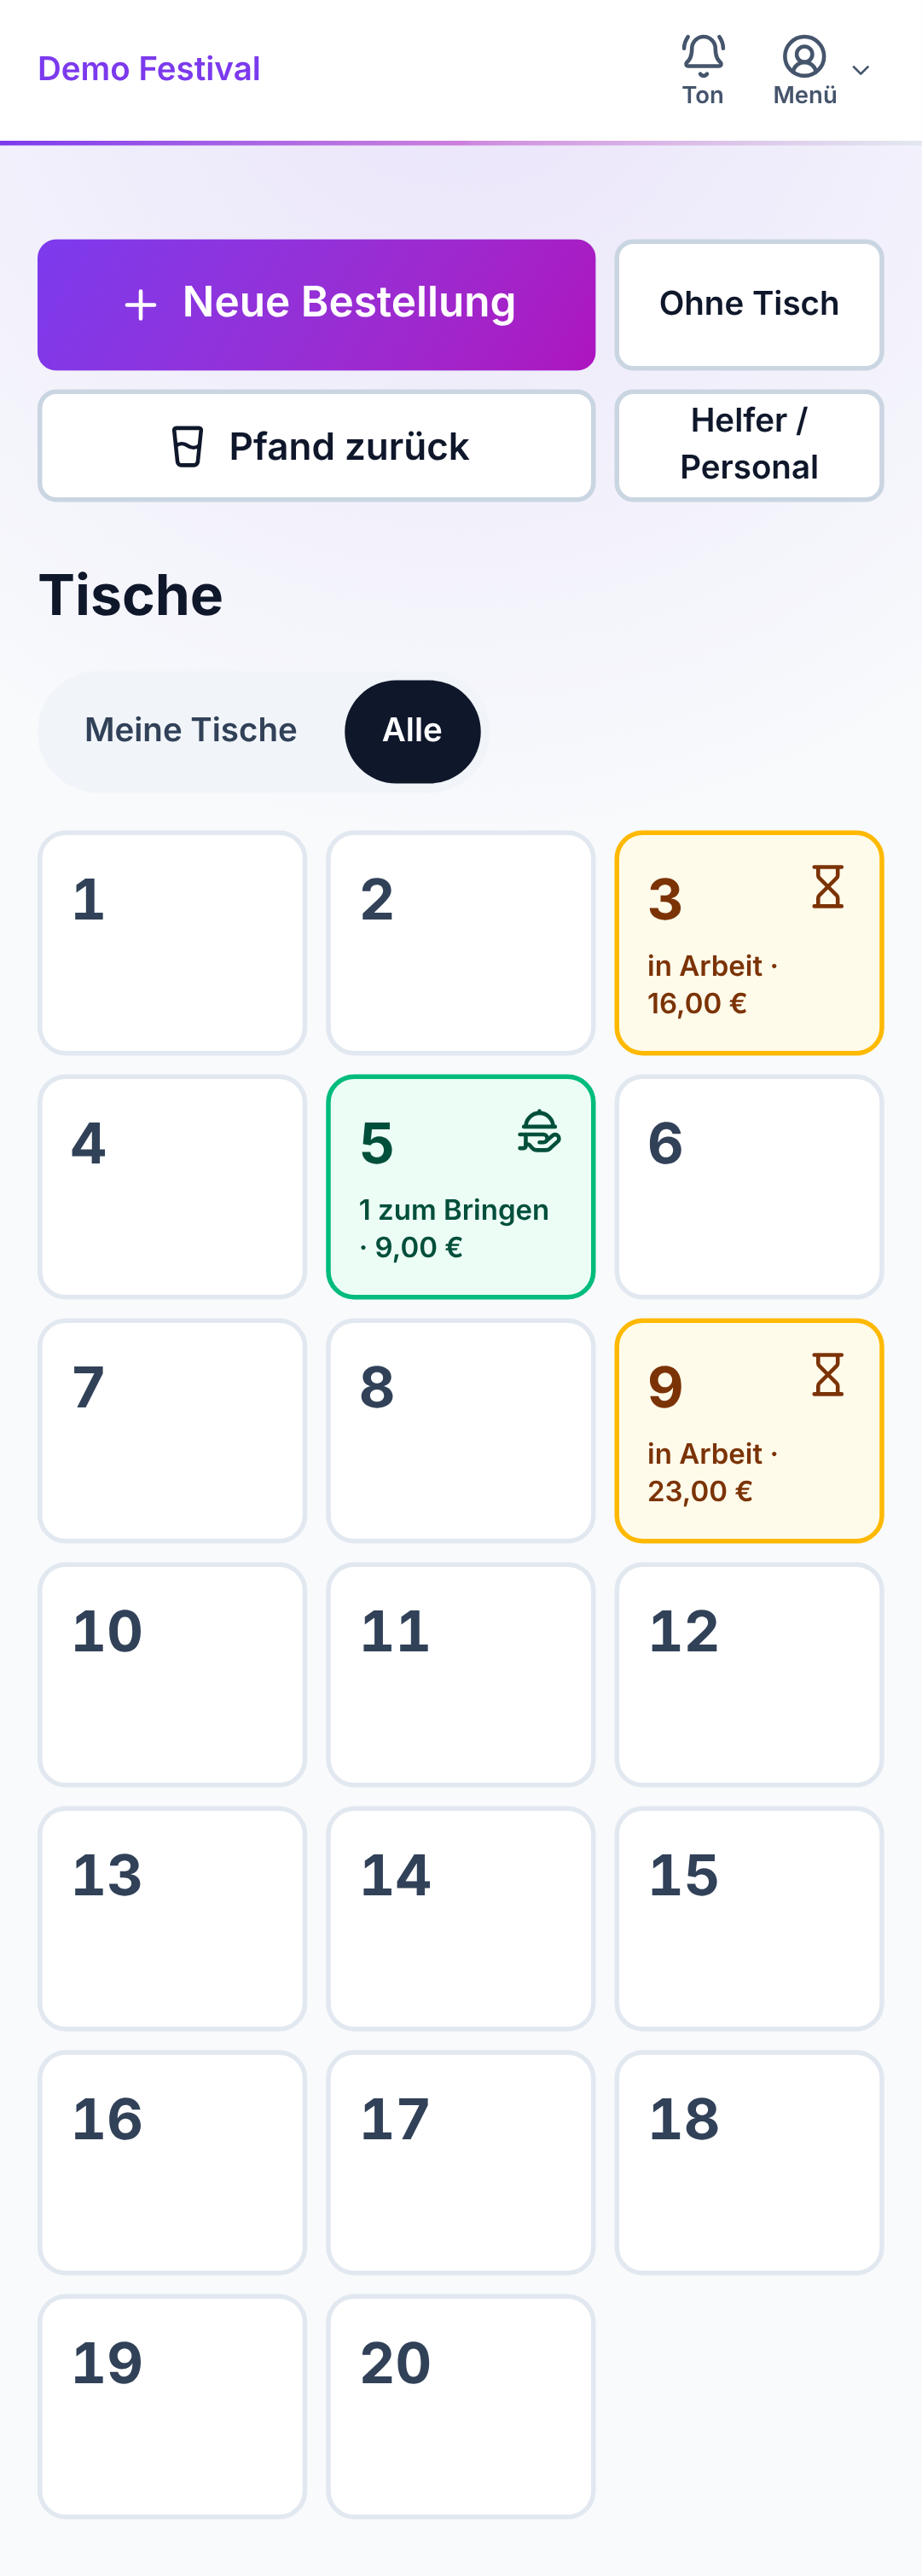 Demo Festival
Ton
Menü
Neue Bestellung
Ohne Tisch
Pfand zurück
Helfer /
Personal
Tische
Meine Tische
Alle
1
2
3
in Arbeit ·
16,00 €
4
5
1 zum Bringen
· 9,00 €
6
7
8
9
in Arbeit ·
23,00 €
10
11
12
13
14
15
16
17
18
19
20